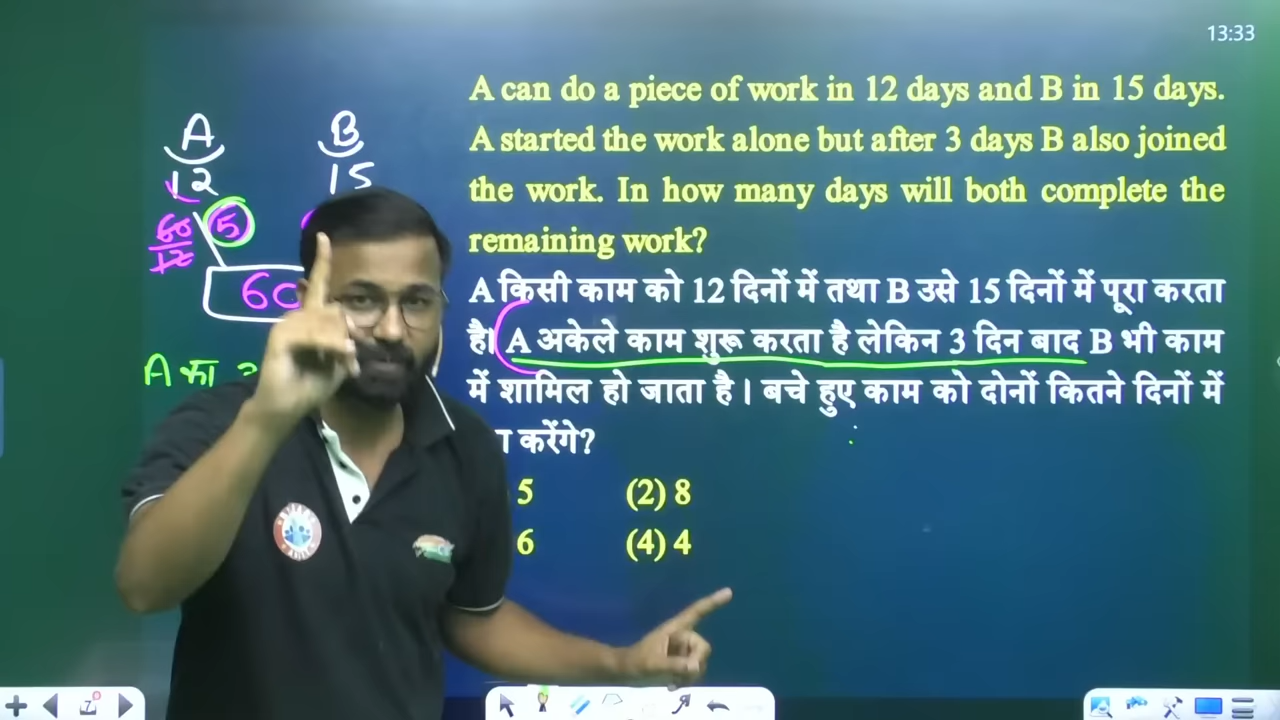 13:33
A can do a piece of work in 12 days and B in 15 days.
A started the work alone but after 3 days B also joined
the work. In how many days will both complete the
remaining work?
A किसी काम को 12 दिनों में तथा B उसे 15 दिनों में पूरा करता
है। A अकेले काम शुरू करता है लेकिन 3 दिन बाद B भी काम
में शामिल हो जाता है। बचे हुए काम को दोनों कितने दिनों में
करेंगे?
5 (2) 8
6 (4) 4
A B
12 15
5
60
A का